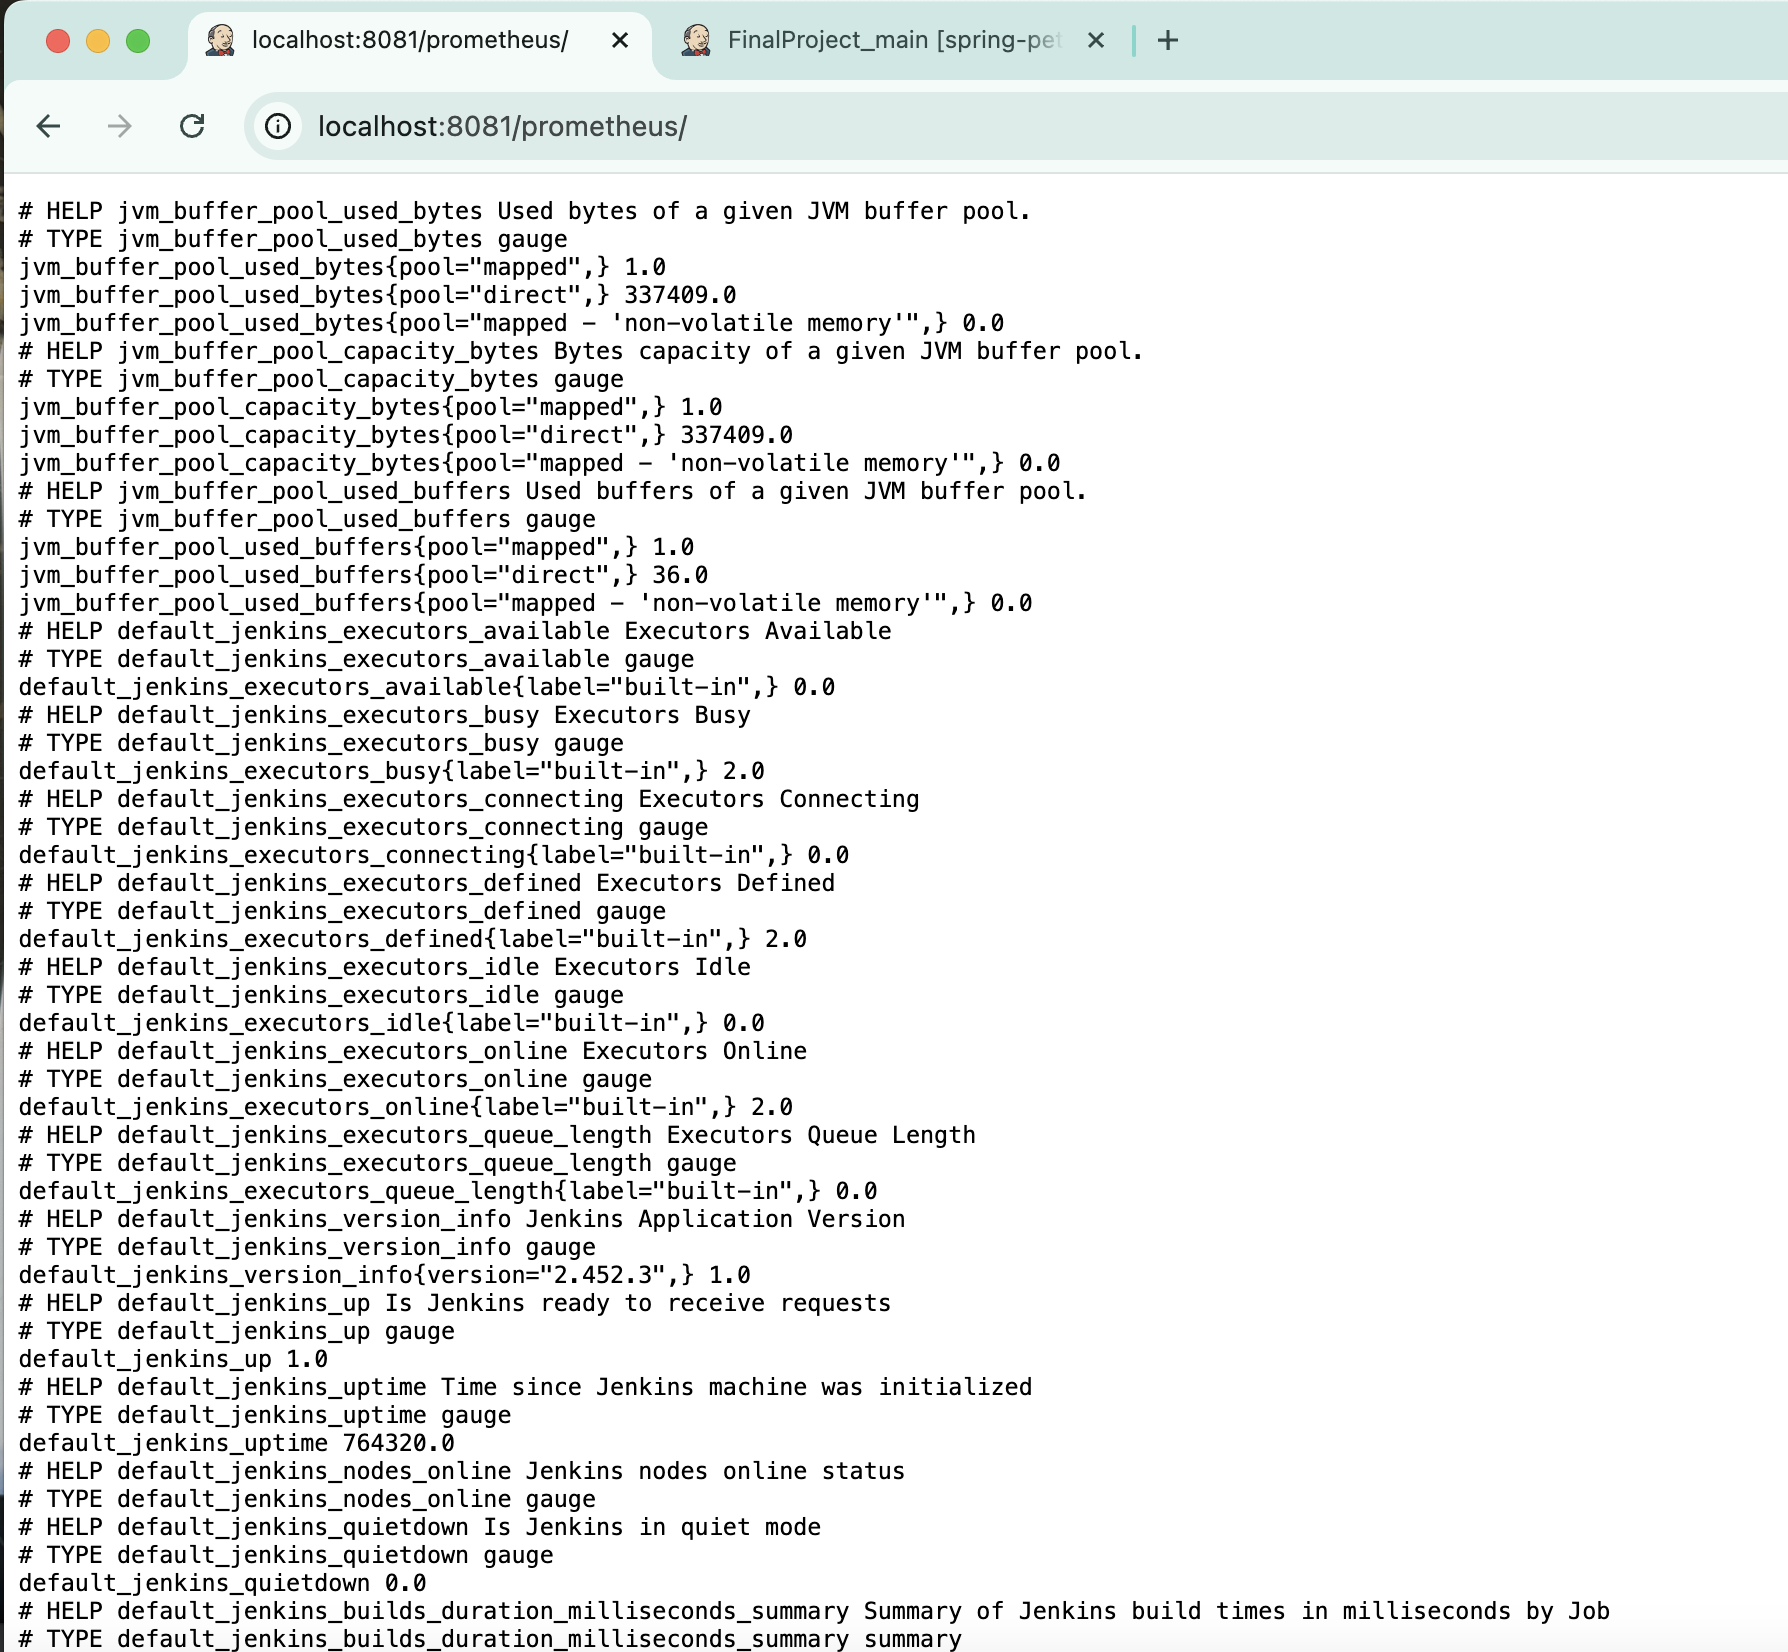 localhost:8081/prometheus/
FinalProject_main [spring-pet
localhost:8081/prometheus/
# HELP jvm_buffer_pool_used_bytes Used bytes of a given JVM buffer pool.
# TYPE jvm_buffer_pool_used_bytes gauge
jvm_buffer_pool_used_bytes{pool="mapped",} 1.0
jvm_buffer_pool_used_bytes{pool="direct",} 337409.0
jvm_buffer_pool_used_bytes{pool="mapped - 'non-volatile memory'",} 0.0
# HELP jvm_buffer_pool_capacity_bytes Bytes capacity of a given JVM buffer pool.
# TYPE jvm_buffer_pool_capacity_bytes gauge
jvm_buffer_pool_capacity_bytes{pool="mapped",} 1.0
jvm_buffer_pool_capacity_bytes{pool="direct",} 337409.0
jvm_buffer_pool_capacity_bytes{pool="mapped - 'non-volatile memory'",} 0.0
# HELP jvm_buffer_pool_used_buffers Used buffers of a given JVM buffer pool.
# TYPE jvm_buffer_pool_used_buffers gauge
jvm_buffer_pool_used_buffers{pool="mapped",} 1.0
jvm_buffer_pool_used_buffers{pool="direct",} 36.0
jvm_buffer_pool_used_buffers{pool="mapped - 'non-volatile memory'",} 0.0
# HELP default_jenkins_executors_available Executors Available
# TYPE default_jenkins_executors_available gauge
default_jenkins_executors_available{label="built-in",} 0.0
# HELP default_jenkins_executors_busy Executors Busy
# TYPE default_jenkins_executors_busy gauge
default_jenkins_executors_busy{label="built-in",} 2.0
# HELP default_jenkins_executors_connecting Executors Connecting
# TYPE default_jenkins_executors_connecting gauge
default_jenkins_executors_connecting{label="built-in",} 0.0
# HELP default_jenkins_executors_defined Executors Defined
# TYPE default_jenkins_executors_defined gauge
default_jenkins_executors_defined{label="built-in",} 2.0
# HELP default_jenkins_executors_idle Executors Idle
# TYPE default_jenkins_executors_idle gauge
default_jenkins_executors_idle{label="built-in",} 0.0
# HELP default_jenkins_executors_online Executors Online
# TYPE default_jenkins_executors_online gauge
default_jenkins_executors_online{label="built-in",} 2.0
# HELP default_jenkins_executors_queue_length Executors Queue Length
# TYPE default_jenkins_executors_queue_length gauge
default_jenkins_executors_queue_length{label="built-in",} 0.0
# HELP default_jenkins_version_info Jenkins Application Version
# TYPE default_jenkins_version_info gauge
default_jenkins_version_info{version="2.452.3",} 1.0
# HELP default_jenkins_up Is Jenkins ready to receive requests
# TYPE default_jenkins_up gauge
default_jenkins_up 1.0
# HELP default_jenkins_uptime Time since Jenkins machine was initialized
# TYPE default_jenkins_uptime gauge
default_jenkins_uptime 764320.0
# HELP default_jenkins_nodes_online Jenkins nodes online status
# TYPE default_jenkins_nodes_online gauge
# HELP default_jenkins_quietdown Is Jenkins in quiet mode
# TYPE default_jenkins_quietdown gauge
default_jenkins_quietdown 0.0
# HELP default_jenkins_builds_duration_milliseconds_summary Summary of Jenkins build times in milliseconds by Job
# TYPE default_jenkins_builds_duration_milliseconds_summary summary